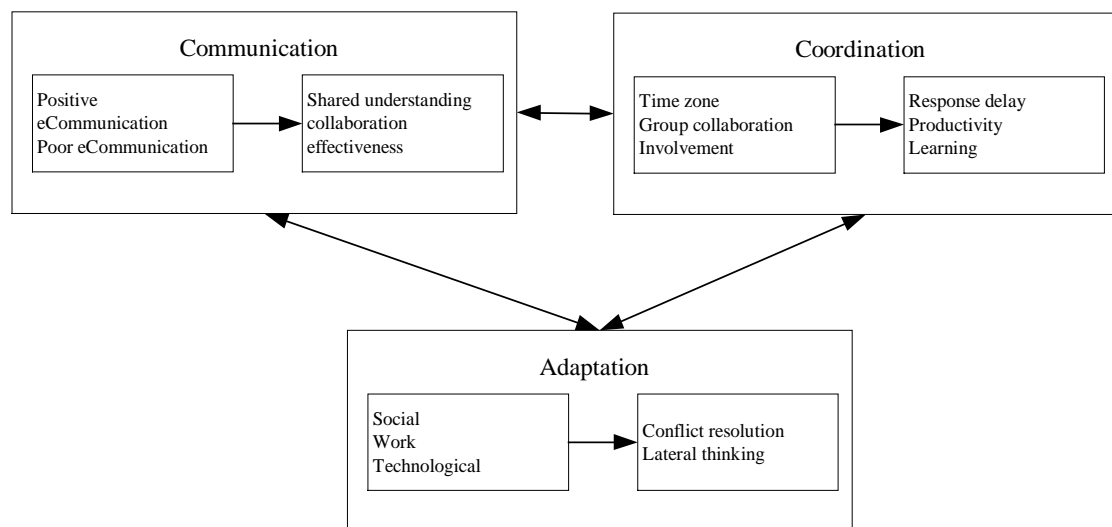 Communication
Positive
eCommunication
Poor eCommunication
Shared understanding
collaboration
effectiveness
Coordination
Time zone
Group collaboration
Involvement
Response delay
Productivity
Learning
Adaptation
Social
Work
Technological
Conflict resolution
Lateral thinking